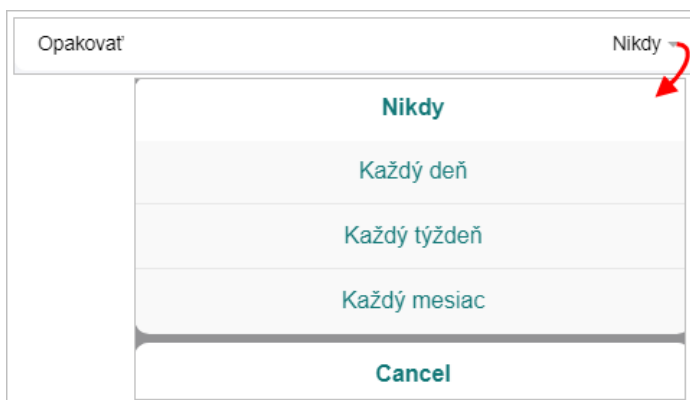 Opakovať Nikdy
Nikdy
Každý deň
Každý týždeň
Každý mesiac
Cancel